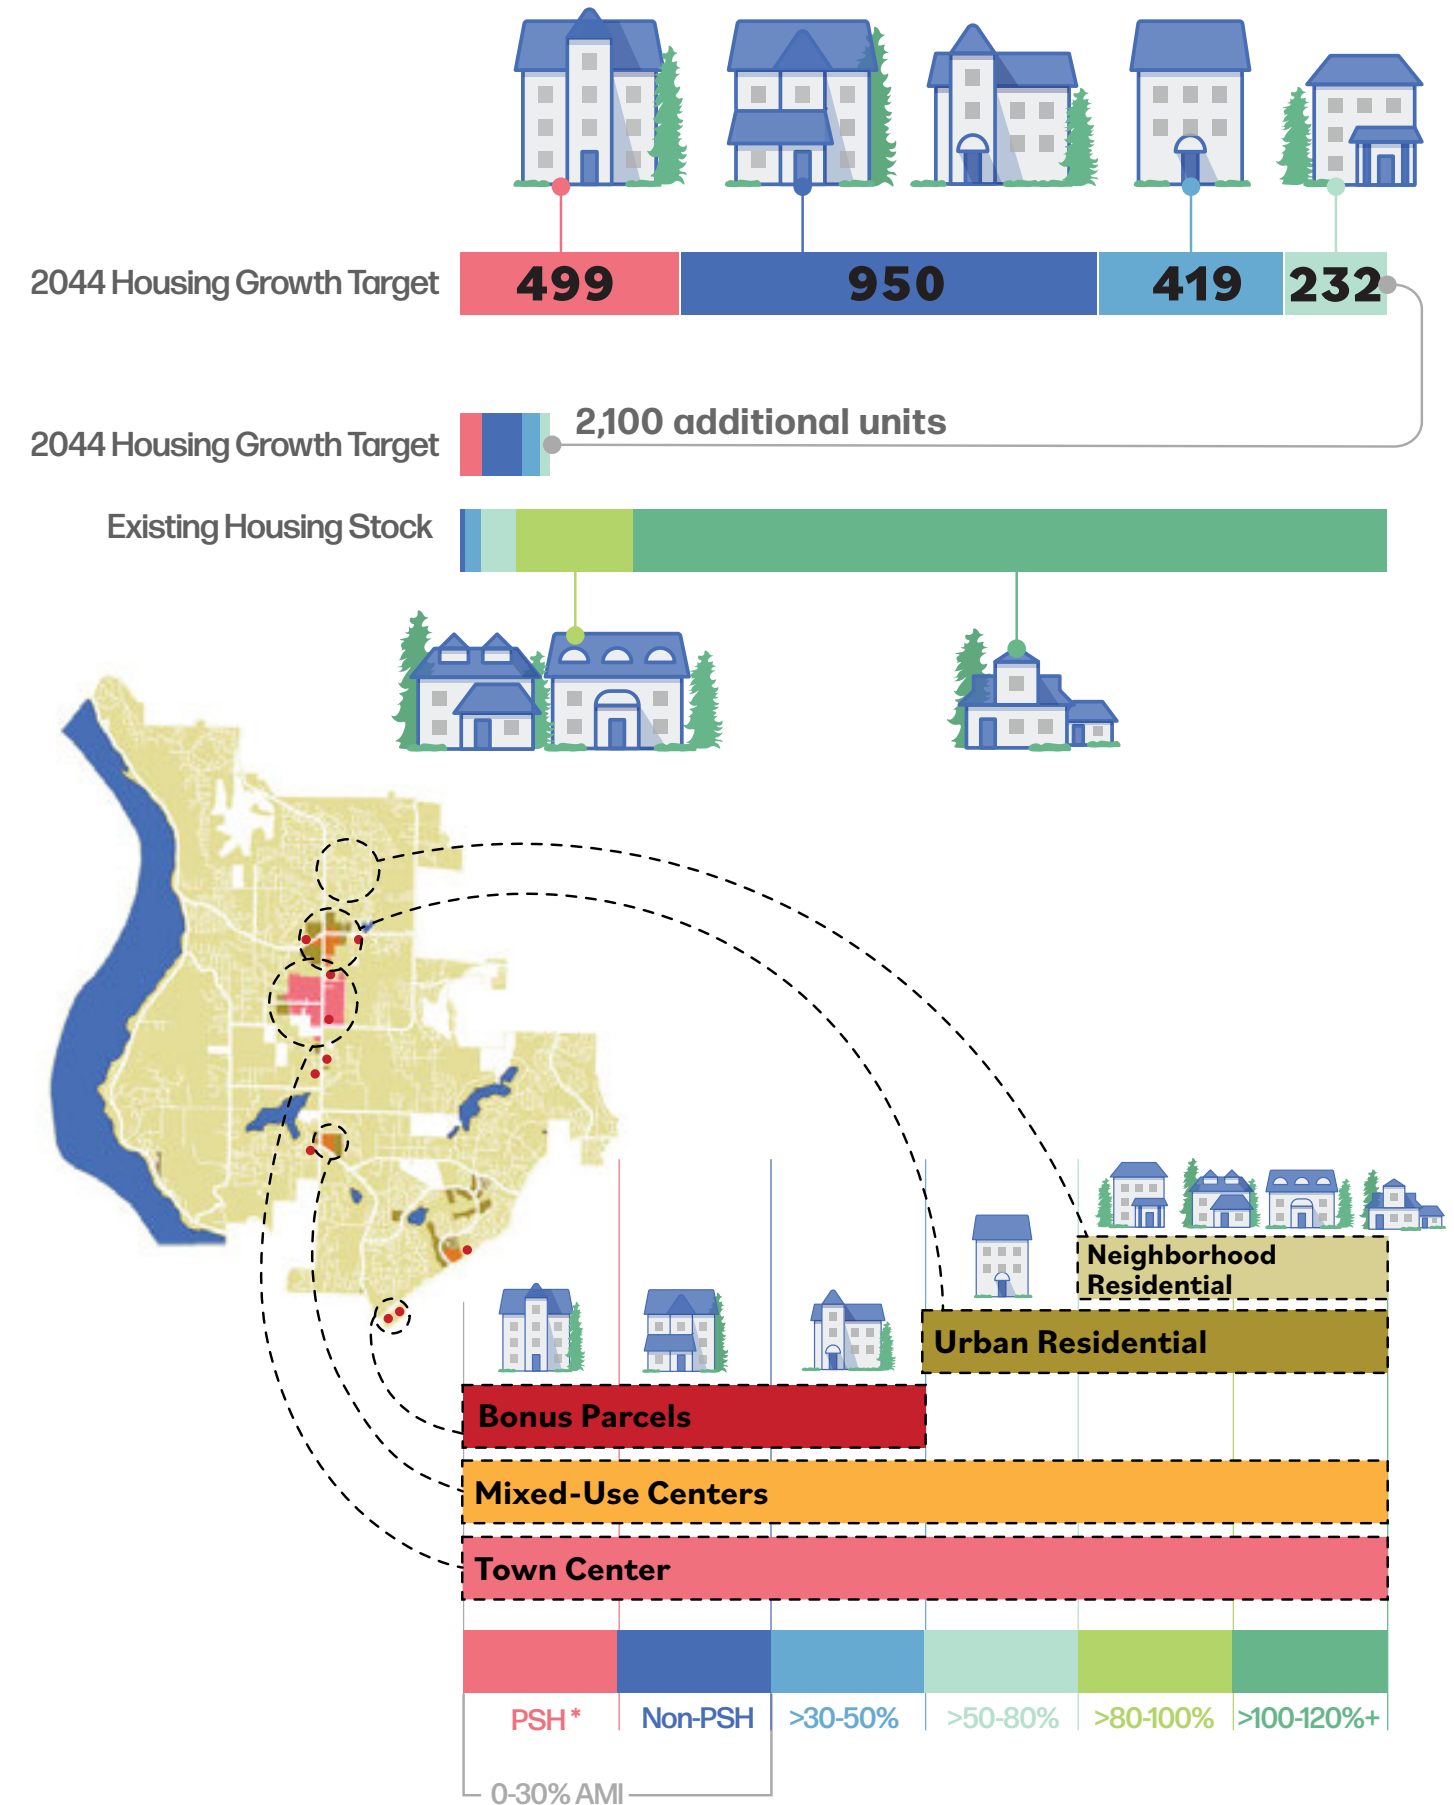 2044 Housing Growth Target
499
950
419
232
2044 Housing Growth Target
2,100 additional units
Existing Housing Stock
Neighborhood
Residential
Urban Residential
Bonus Parcels
Mixed-Use Centers
Town Center
PSH *
Non-PSH
>30-50%
>50-80%
>80-100%
>100-120%+
0-30% AMI